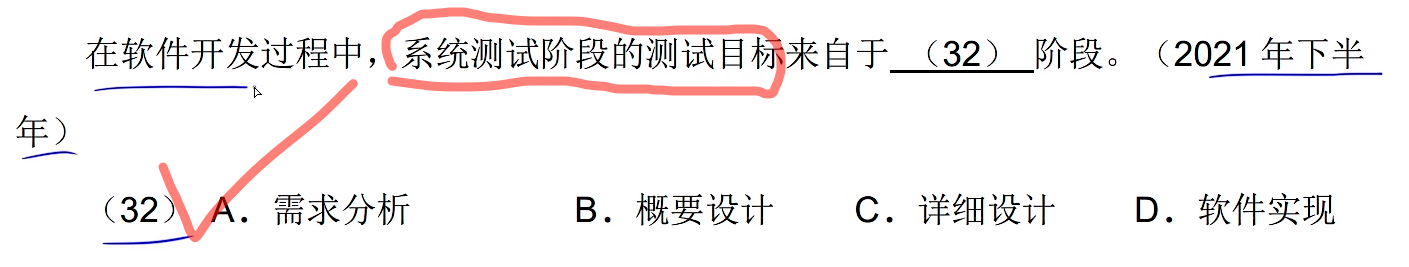 在软件开发过程中，系统测试阶段的测试目标来自于 （32） 阶段。（2021 年下半
年）
（32）A．需求分析 B．概要设计 C．详细设计 D．软件实现